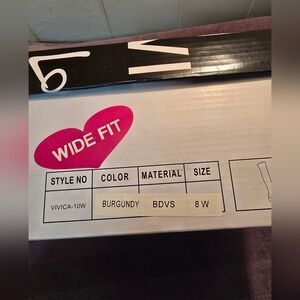 WIDE FIT
STYLE NO COLOR MATERIAL SIZE
VIVICA-10W BURGUNDY BDVS 8 W